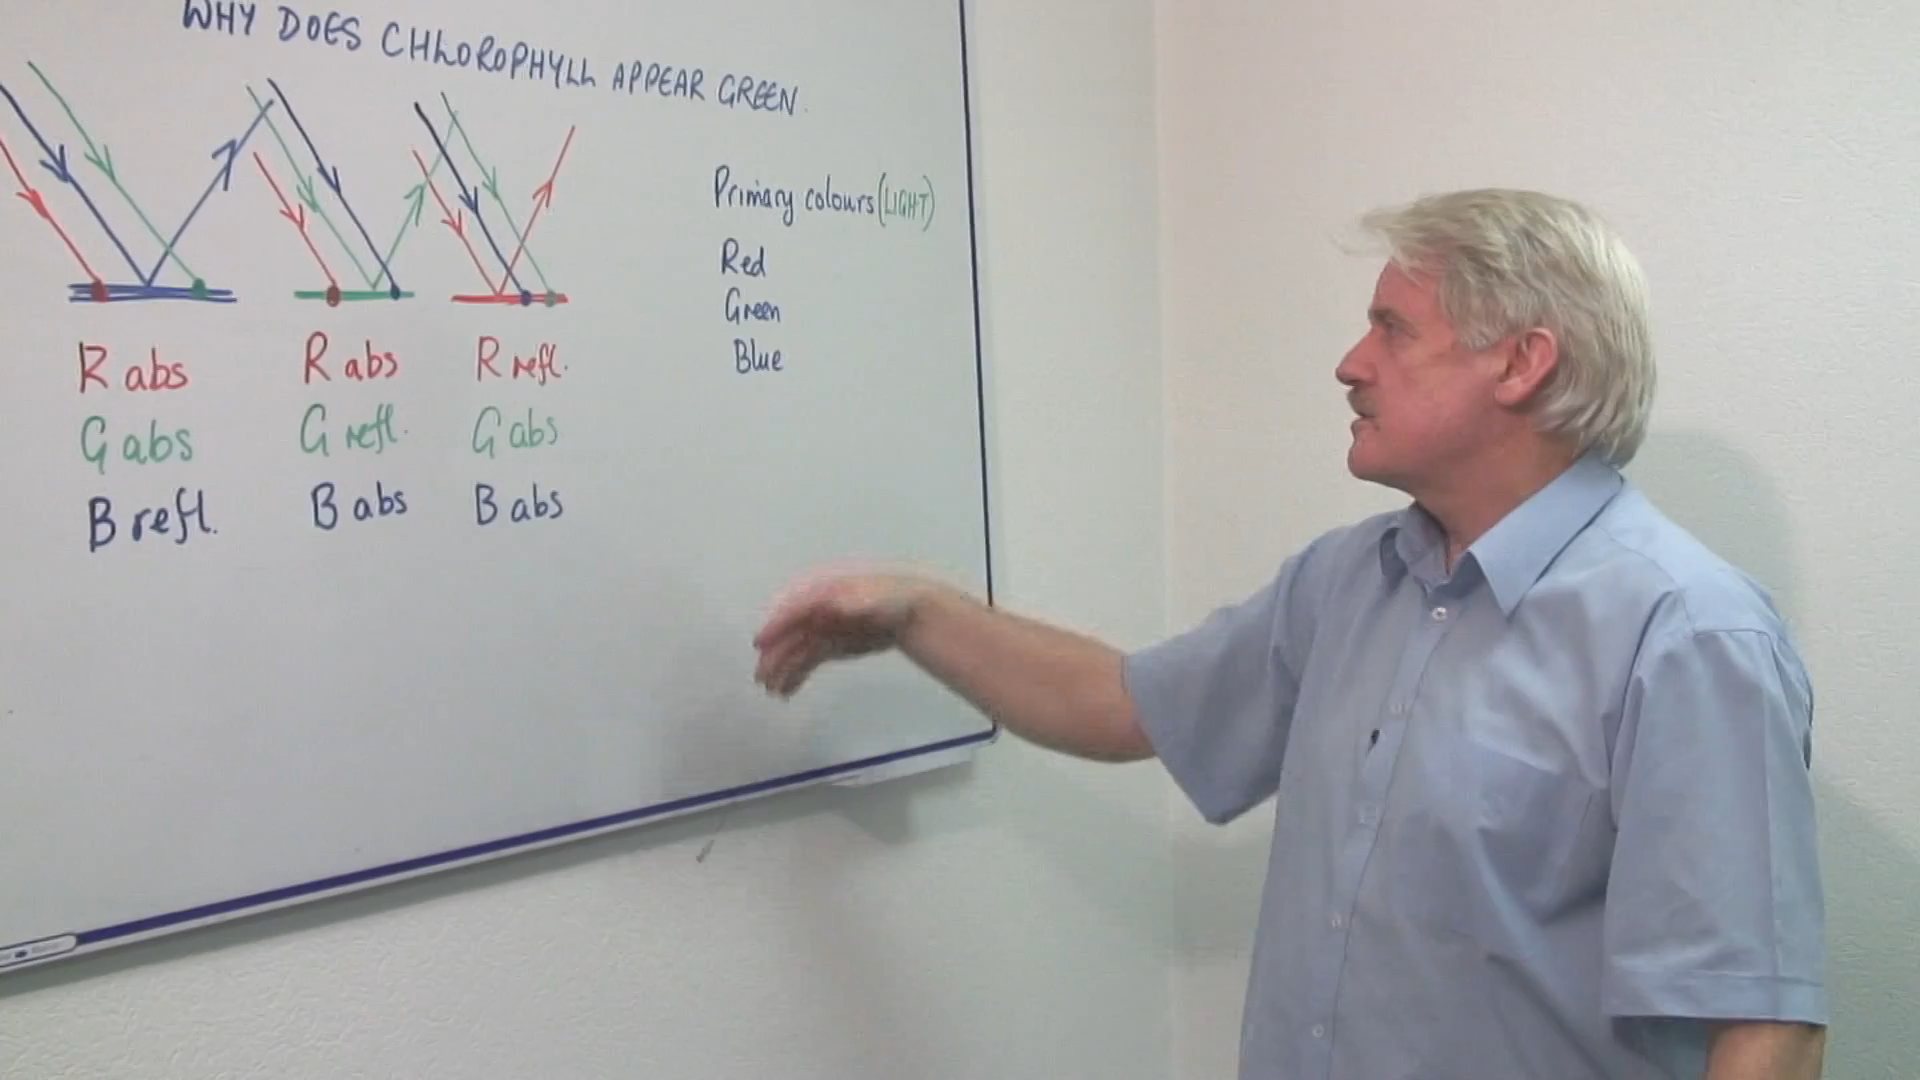 WHY DOES CHLOROPHYLL APPEAR GREEN.
Primary colours (LIGHT)
Red
Green
Blue
R abs
G abs
B refl.
R abs
G refl.
B abs
R refl.
G abs
B abs